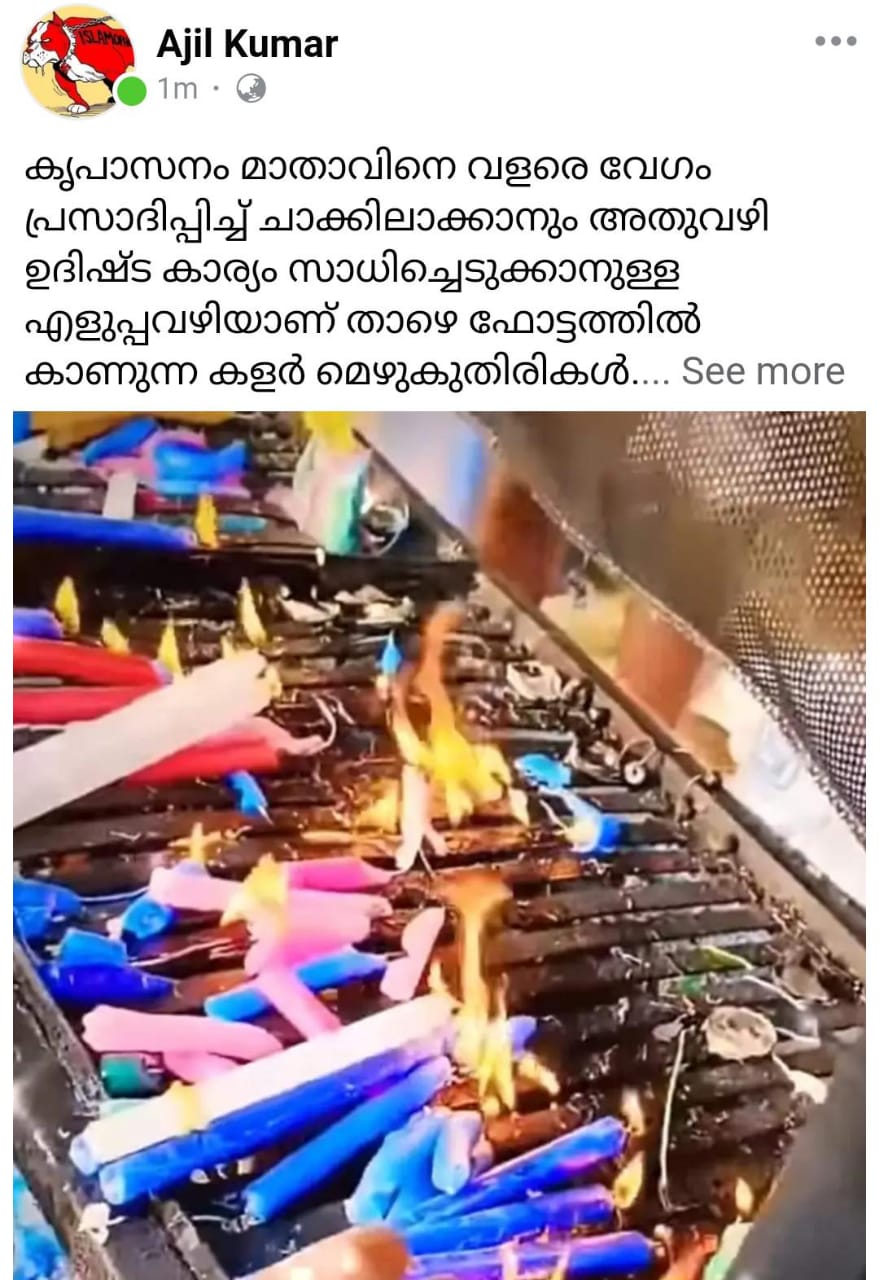 Ajil Kumar
1m
കൃപാസനം മാതാവിനെ വളരെ വേഗം
പ്രസാദിപ്പിച്ച് ചാക്കിലാക്കാനും അതുവഴി
ഉദിഷ്ട കാര്യം സാധിച്ചെടുക്കാനുള്ള
എളുപ്പവഴിയാണ് താഴെ ഫോട്ടത്തിൽ
കാണുന്ന കളർ മെഴുകുതിരികൾ.... See more